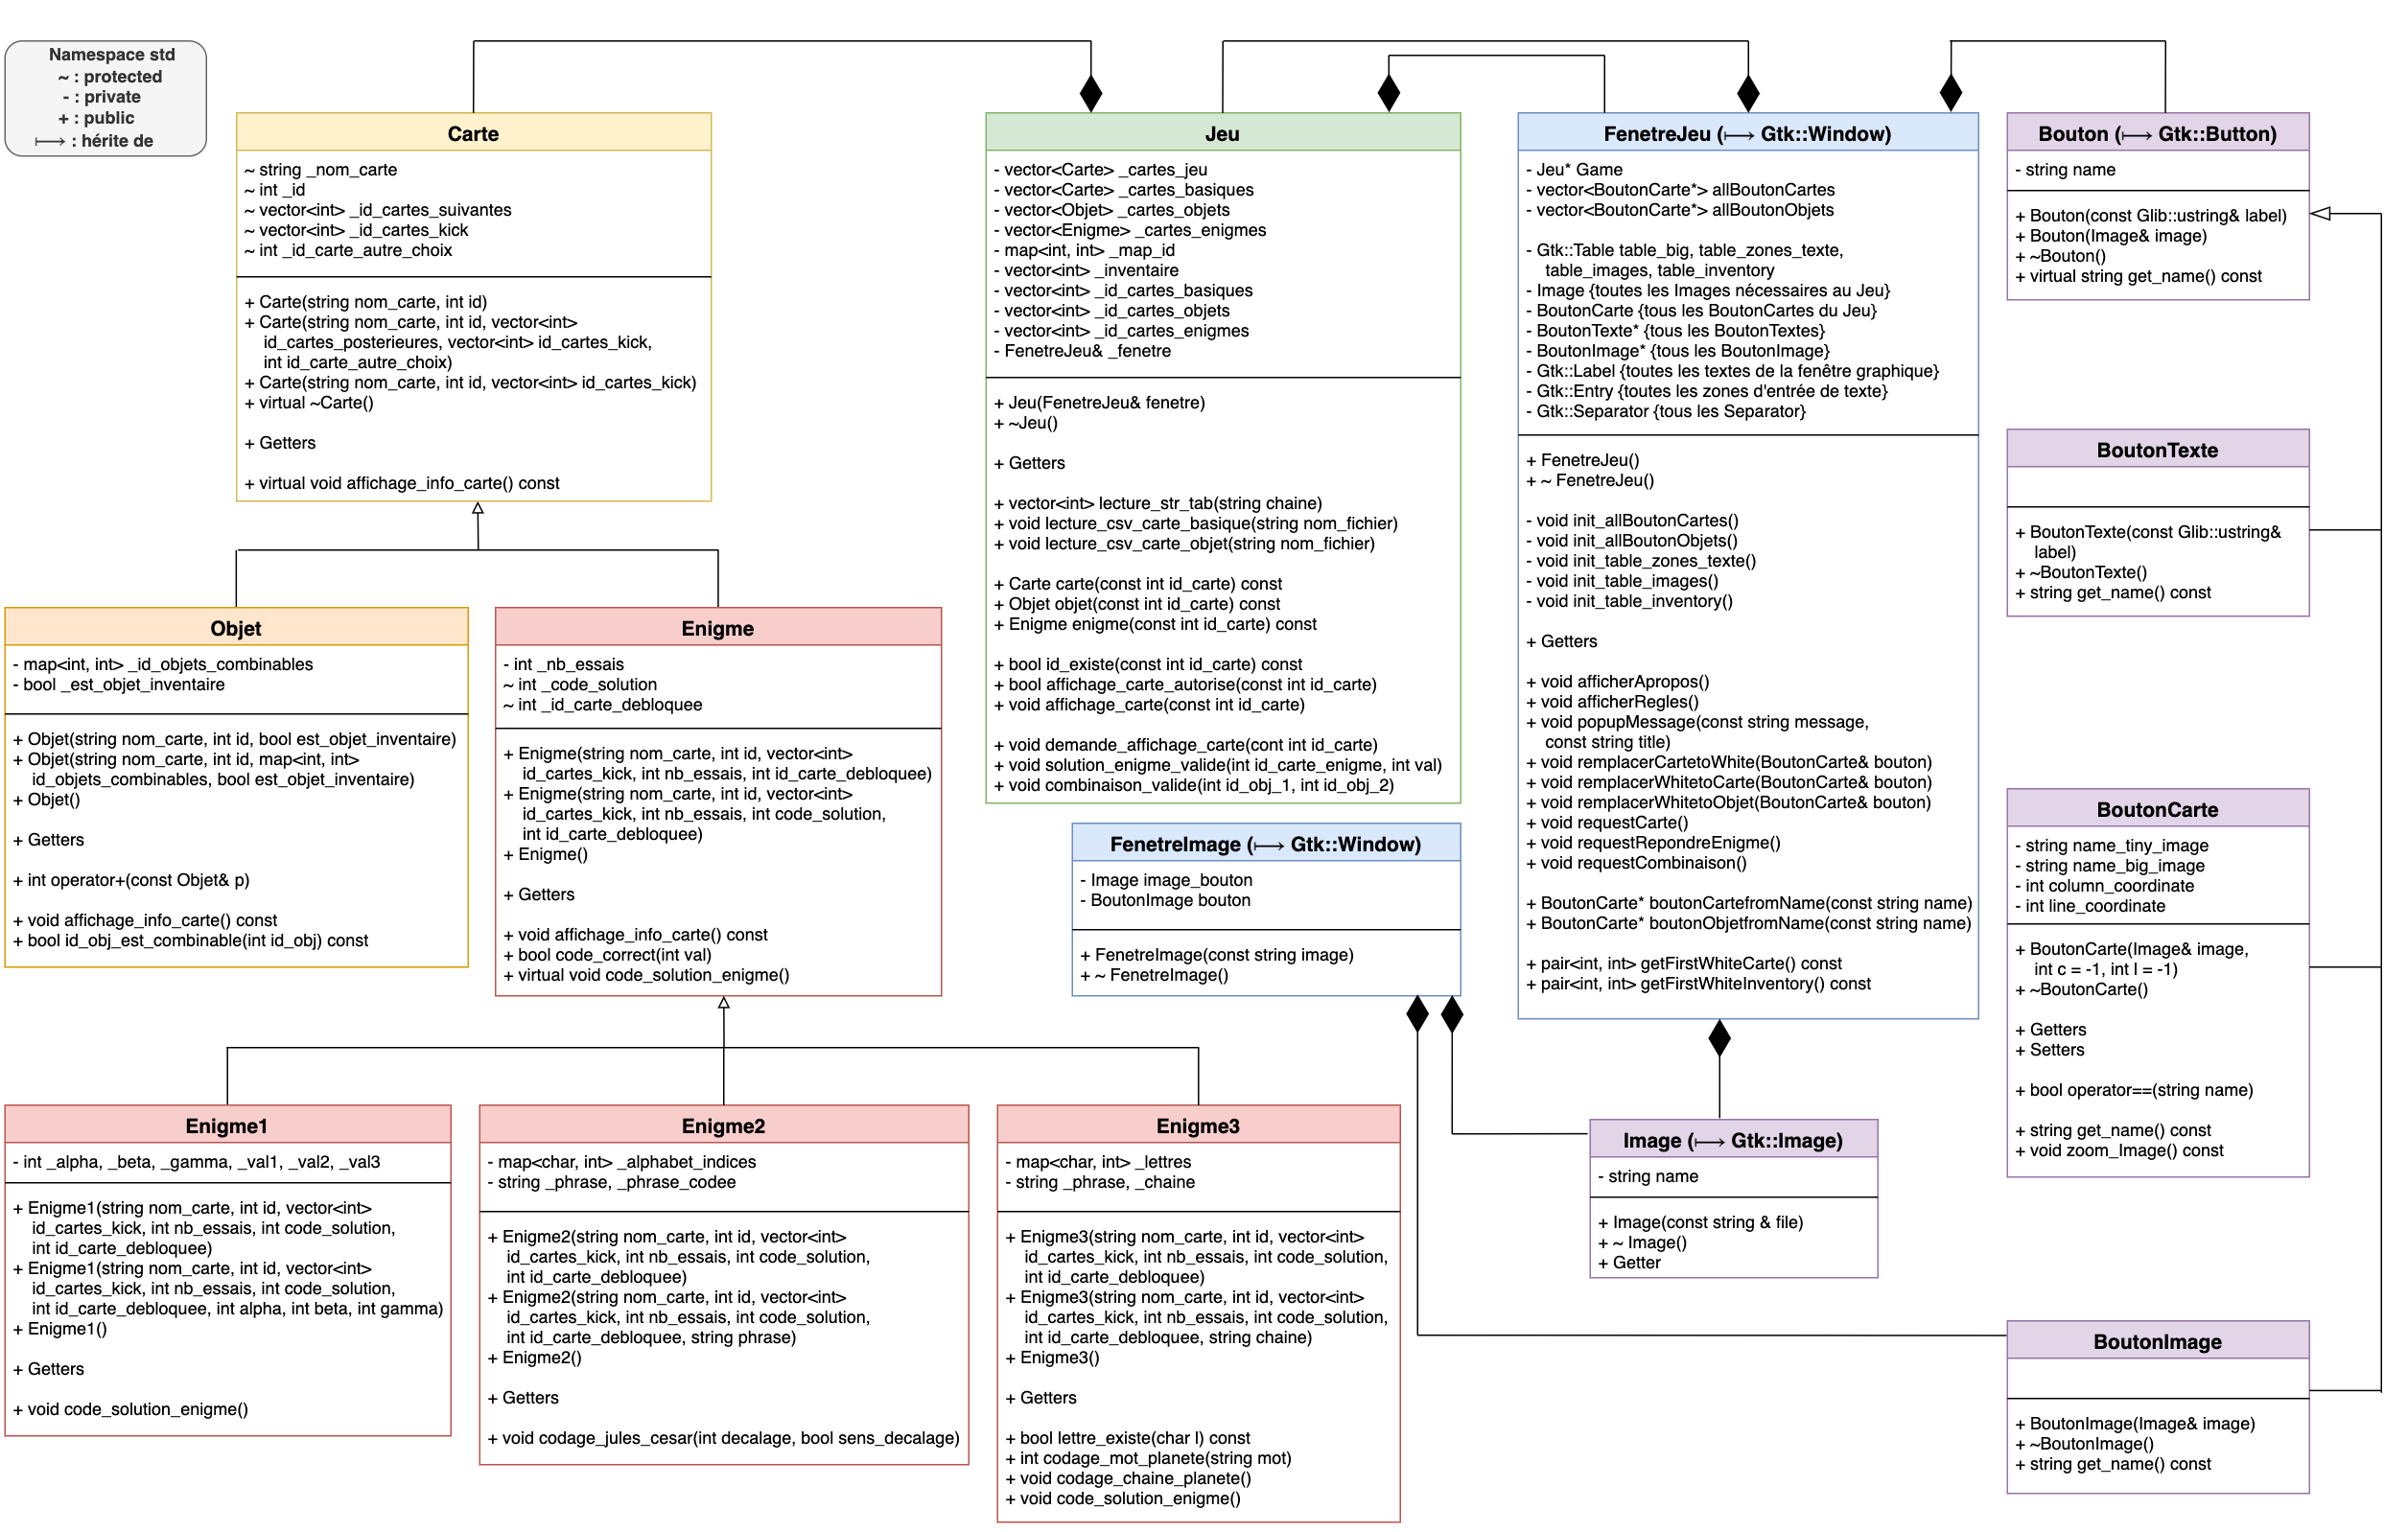 Namespace std
~ : protected
- : private
+ : public
⟼ : hérite de
Carte
~ string _nom_carte
~ int _id
~ vector<int> _id_cartes_suivantes
~ vector<int> _id_cartes_kick
~ int _id_carte_autre_choix
+ Carte(string nom_carte, int id)
+ Carte(string nom_carte, int id, vector<int>
id_cartes_posterieures, vector<int> id_cartes_kick,
int id_carte_autre_choix)
+ Carte(string nom_carte, int id, vector<int> id_cartes_kick)
+ virtual ~Carte()
+ Getters
+ virtual void affichage_info_carte() const
Jeu
- vector<Carte> _cartes_jeu
- vector<Carte> _cartes_basiques
- vector<Objet> _cartes_objets
- vector<Enigme> _cartes_enigmes
- map<int, int> _map_id
- vector<int> _inventaire
- vector<int> _id_cartes_basiques
- vector<int> _id_cartes_objets
- vector<int> _id_cartes_enigmes
- FenetreJeu& _fenetre
+ Jeu(FenetreJeu& fenetre)
+ ~Jeu()
+ Getters
+ vector<int> lecture_str_tab(string chaine)
+ void lecture_csv_carte_basique(string nom_fichier)
+ void lecture_csv_carte_objet(string nom_fichier)
+ Carte carte(const int id_carte) const
+ Objet objet(const int id_carte) const
+ Enigme enigme(const int id_carte) const
+ bool id_existe(const int id_carte) const
+ bool affichage_carte_autorise(const int id_carte)
+ void affichage_carte(const int id_carte)
+ void demande_affichage_carte(cont int id_carte)
+ void solution_enigme_valide(int id_carte_enigme, int val)
+ void combinaison_valide(int id_obj_1, int id_obj_2)
FenetreJeu (⟼ Gtk::Window)
- Jeu* Game
- vector<BoutonCarte*> allBoutonCartes
- vector<BoutonCarte*> allBoutonObjets
- Gtk::Table table_big, table_zones_texte,
table_images, table_inventory
- Image {toutes les Images nécessaires au Jeu}
- BoutonCarte {tous les BoutonCartes du Jeu}
- BoutonTexte* {tous les BoutonTextes}
- BoutonImage* {tous les BoutonImage}
- Gtk::Label {toutes les textes de la fenêtre graphique}
- Gtk::Entry {toutes les zones d'entrée de texte}
- Gtk::Separator {tous les Separator}
+ FenetreJeu()
+ ~ FenetreJeu()
- void init_allBoutonCartes()
- void init_allBoutonObjets()
- void init_table_zones_texte()
- void init_table_images()
- void init_table_inventory()
+ Getters
+ void afficherApropos()
+ void afficherRegles()
+ void popupMessage(const string message,
const string title)
+ void remplacerCartetoWhite(BoutonCarte& bouton)
+ void remplacerWhitetoCarte(BoutonCarte& bouton)
+ void remplacerWhitetoObjet(BoutonCarte& bouton)
+ void requestCarte()
+ void requestRepondreEnigme()
+ void requestCombinaison()
+ BoutonCarte* boutonCartefromName(const string name)
+ BoutonCarte* boutonObjetfromName(const string name)
+ pair<int, int> getFirstWhiteCarte() const
+ pair<int, int> getFirstWhiteInventory() const
Bouton (⟼ Gtk::Button)
- string name
+ Bouton(const Glib::ustring& label)
+ Bouton(Image& image)
+ ~Bouton()
+ virtual string get_name() const
BoutonTexte
+ BoutonTexte(const Glib::ustring&
label)
+ ~BoutonTexte()
+ string get_name() const
BoutonCarte
- string name_tiny_image
- string name_big_image
- int column_coordinate
- int line_coordinate
+ BoutonCarte(Image& image,
int c = -1, int l = -1)
+ ~BoutonCarte()
+ Getters
+ Setters
+ bool operator==(string name)
+ string get_name() const
+ void zoom_Image() const
Objet
- map<int, int> _id_objets_combinables
- bool _est_objet_inventaire
+ Objet(string nom_carte, int id, bool est_objet_inventaire)
+ Objet(string nom_carte, int id, map<int, int>
id_objets_combinables, bool est_objet_inventaire)
+ Objet()
+ Getters
+ int operator+(const Objet& p)
+ void affichage_info_carte() const
+ bool id_obj_est_combinable(int id_obj) const
Enigme
- int _nb_essais
~ int _code_solution
~ int _id_carte_debloquee
+ Enigme(string nom_carte, int id, vector<int>
id_cartes_kick, int nb_essais, int id_carte_debloquee)
+ Enigme(string nom_carte, int id, vector<int>
id_cartes_kick, int nb_essais, int code_solution,
int id_carte_debloquee)
+ Enigme()
+ Getters
+ void affichage_info_carte() const
+ bool code_correct(int val)
+ virtual void code_solution_enigme()
FenetreImage (⟼ Gtk::Window)
- Image image_bouton
- BoutonImage bouton
+ FenetreImage(const string image)
+ ~ FenetreImage()
Enigme1
- int _alpha, _beta, _gamma, _val1, _val2, _val3
+ Enigme1(string nom_carte, int id, vector<int>
id_cartes_kick, int nb_essais, int code_solution,
int id_carte_debloquee)
+ Enigme1(string nom_carte, int id, vector<int>
id_cartes_kick, int nb_essais, int code_solution,
int id_carte_debloquee, int alpha, int beta, int gamma)
+ Enigme1()
+ Getters
+ void code_solution_enigme()
Enigme2
- map<char, int> _alphabet_indices
- string _phrase, _phrase_codee
+ Enigme2(string nom_carte, int id, vector<int>
id_cartes_kick, int nb_essais, int code_solution,
int id_carte_debloquee)
+ Enigme2(string nom_carte, int id, vector<int>
id_cartes_kick, int nb_essais, int code_solution,
int id_carte_debloquee, string phrase)
+ Enigme2()
+ Getters
+ void codage_jules_cesar(int decalage, bool sens_decalage)
Enigme3
- map<char, int> _lettres
- string _phrase, _chaine
+ Enigme3(string nom_carte, int id, vector<int>
id_cartes_kick, int nb_essais, int code_solution,
int id_carte_debloquee)
+ Enigme3(string nom_carte, int id, vector<int>
id_cartes_kick, int nb_essais, int code_solution,
int id_carte_debloquee, string chaine)
+ Enigme3()
+ Getters
+ bool lettre_existe(char l) const
+ int codage_mot_planete(string mot)
+ void codage_chaine_planete()
+ void code_solution_enigme()
Image (⟼ Gtk::Image)
- string name
+ Image(const string & file)
+ ~ Image()
+ Getter
BoutonImage
+ BoutonImage(Image& image)
+ ~BoutonImage()
+ string get_name() const